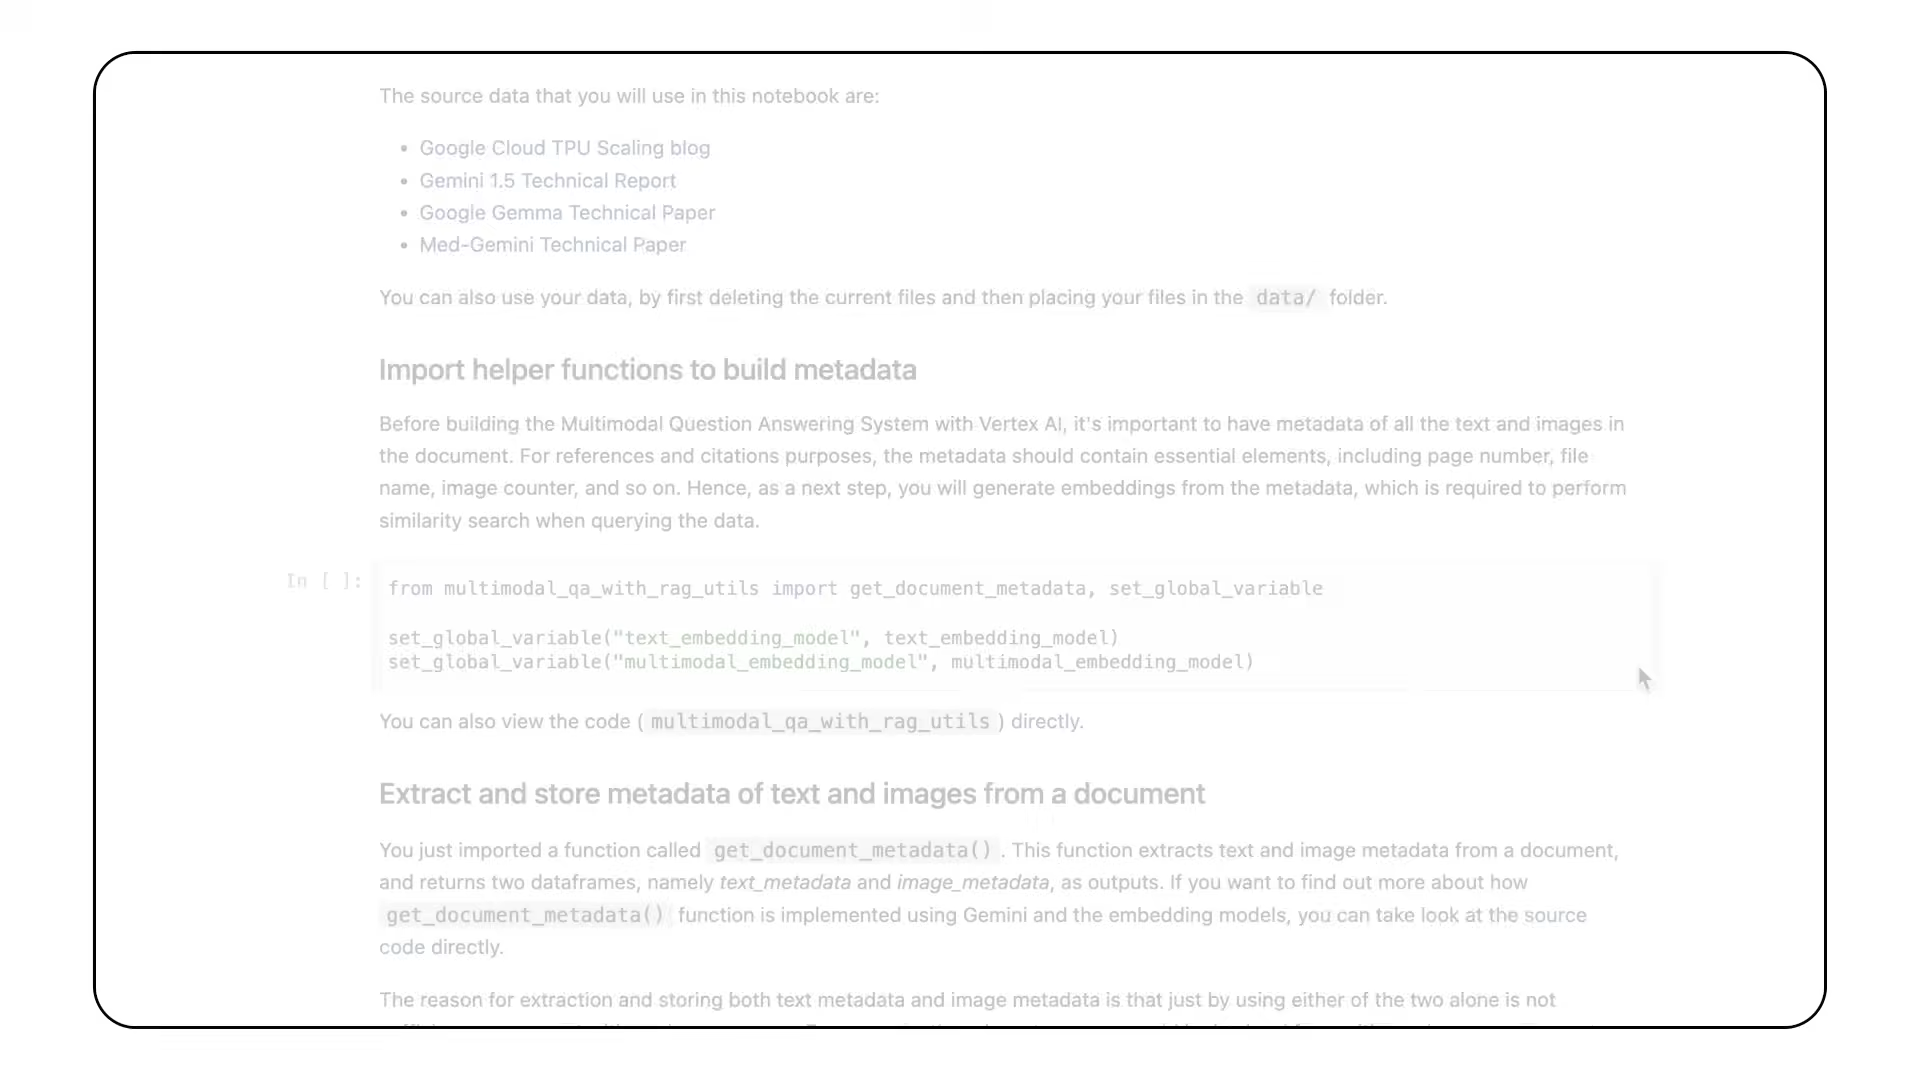 The source data that you will use in this notebook are:
• Google Cloud TPU Scaling blog
• Gemini 1.5 Technical Report
• Google Gemma Technical Paper
• Med-Gemini Technical Paper
You can also use your data, by first deleting the current files and then placing your files in the data/ folder.
Import helper functions to build metadata
Before building the Multimodal Question Answering System with Vertex AI, it's important to have metadata of all the text and images in
the document. For references and citations purposes, the metadata should contain essential elements, including page number, file
name, image counter, and so on. Hence, as a next step, you will generate embeddings from the metadata, which is required to perform
similarity search when querying the data.
In [ ]:
from multimodal_qa_with_rag_utils import get_document_metadata, set_global_variable
set_global_variable("text_embedding_model", text_embedding_model)
set_global_variable("multimodal_embedding_model", multimodal_embedding_model)
You can also view the code (multimodal_qa_with_rag_utils) directly.
Extract and store metadata of text and images from a document
You just imported a function called get_document_metadata(). This function extracts text and image metadata from a document,
and returns two dataframes, namely text_metadata and image_metadata, as outputs. If you want to find out more about how
get_document_metadata() function is implemented using Gemini and the embedding models, you can take look at the source
code directly.
The reason for extraction and storing both text metadata and image metadata is that just by using either of the two alone is not